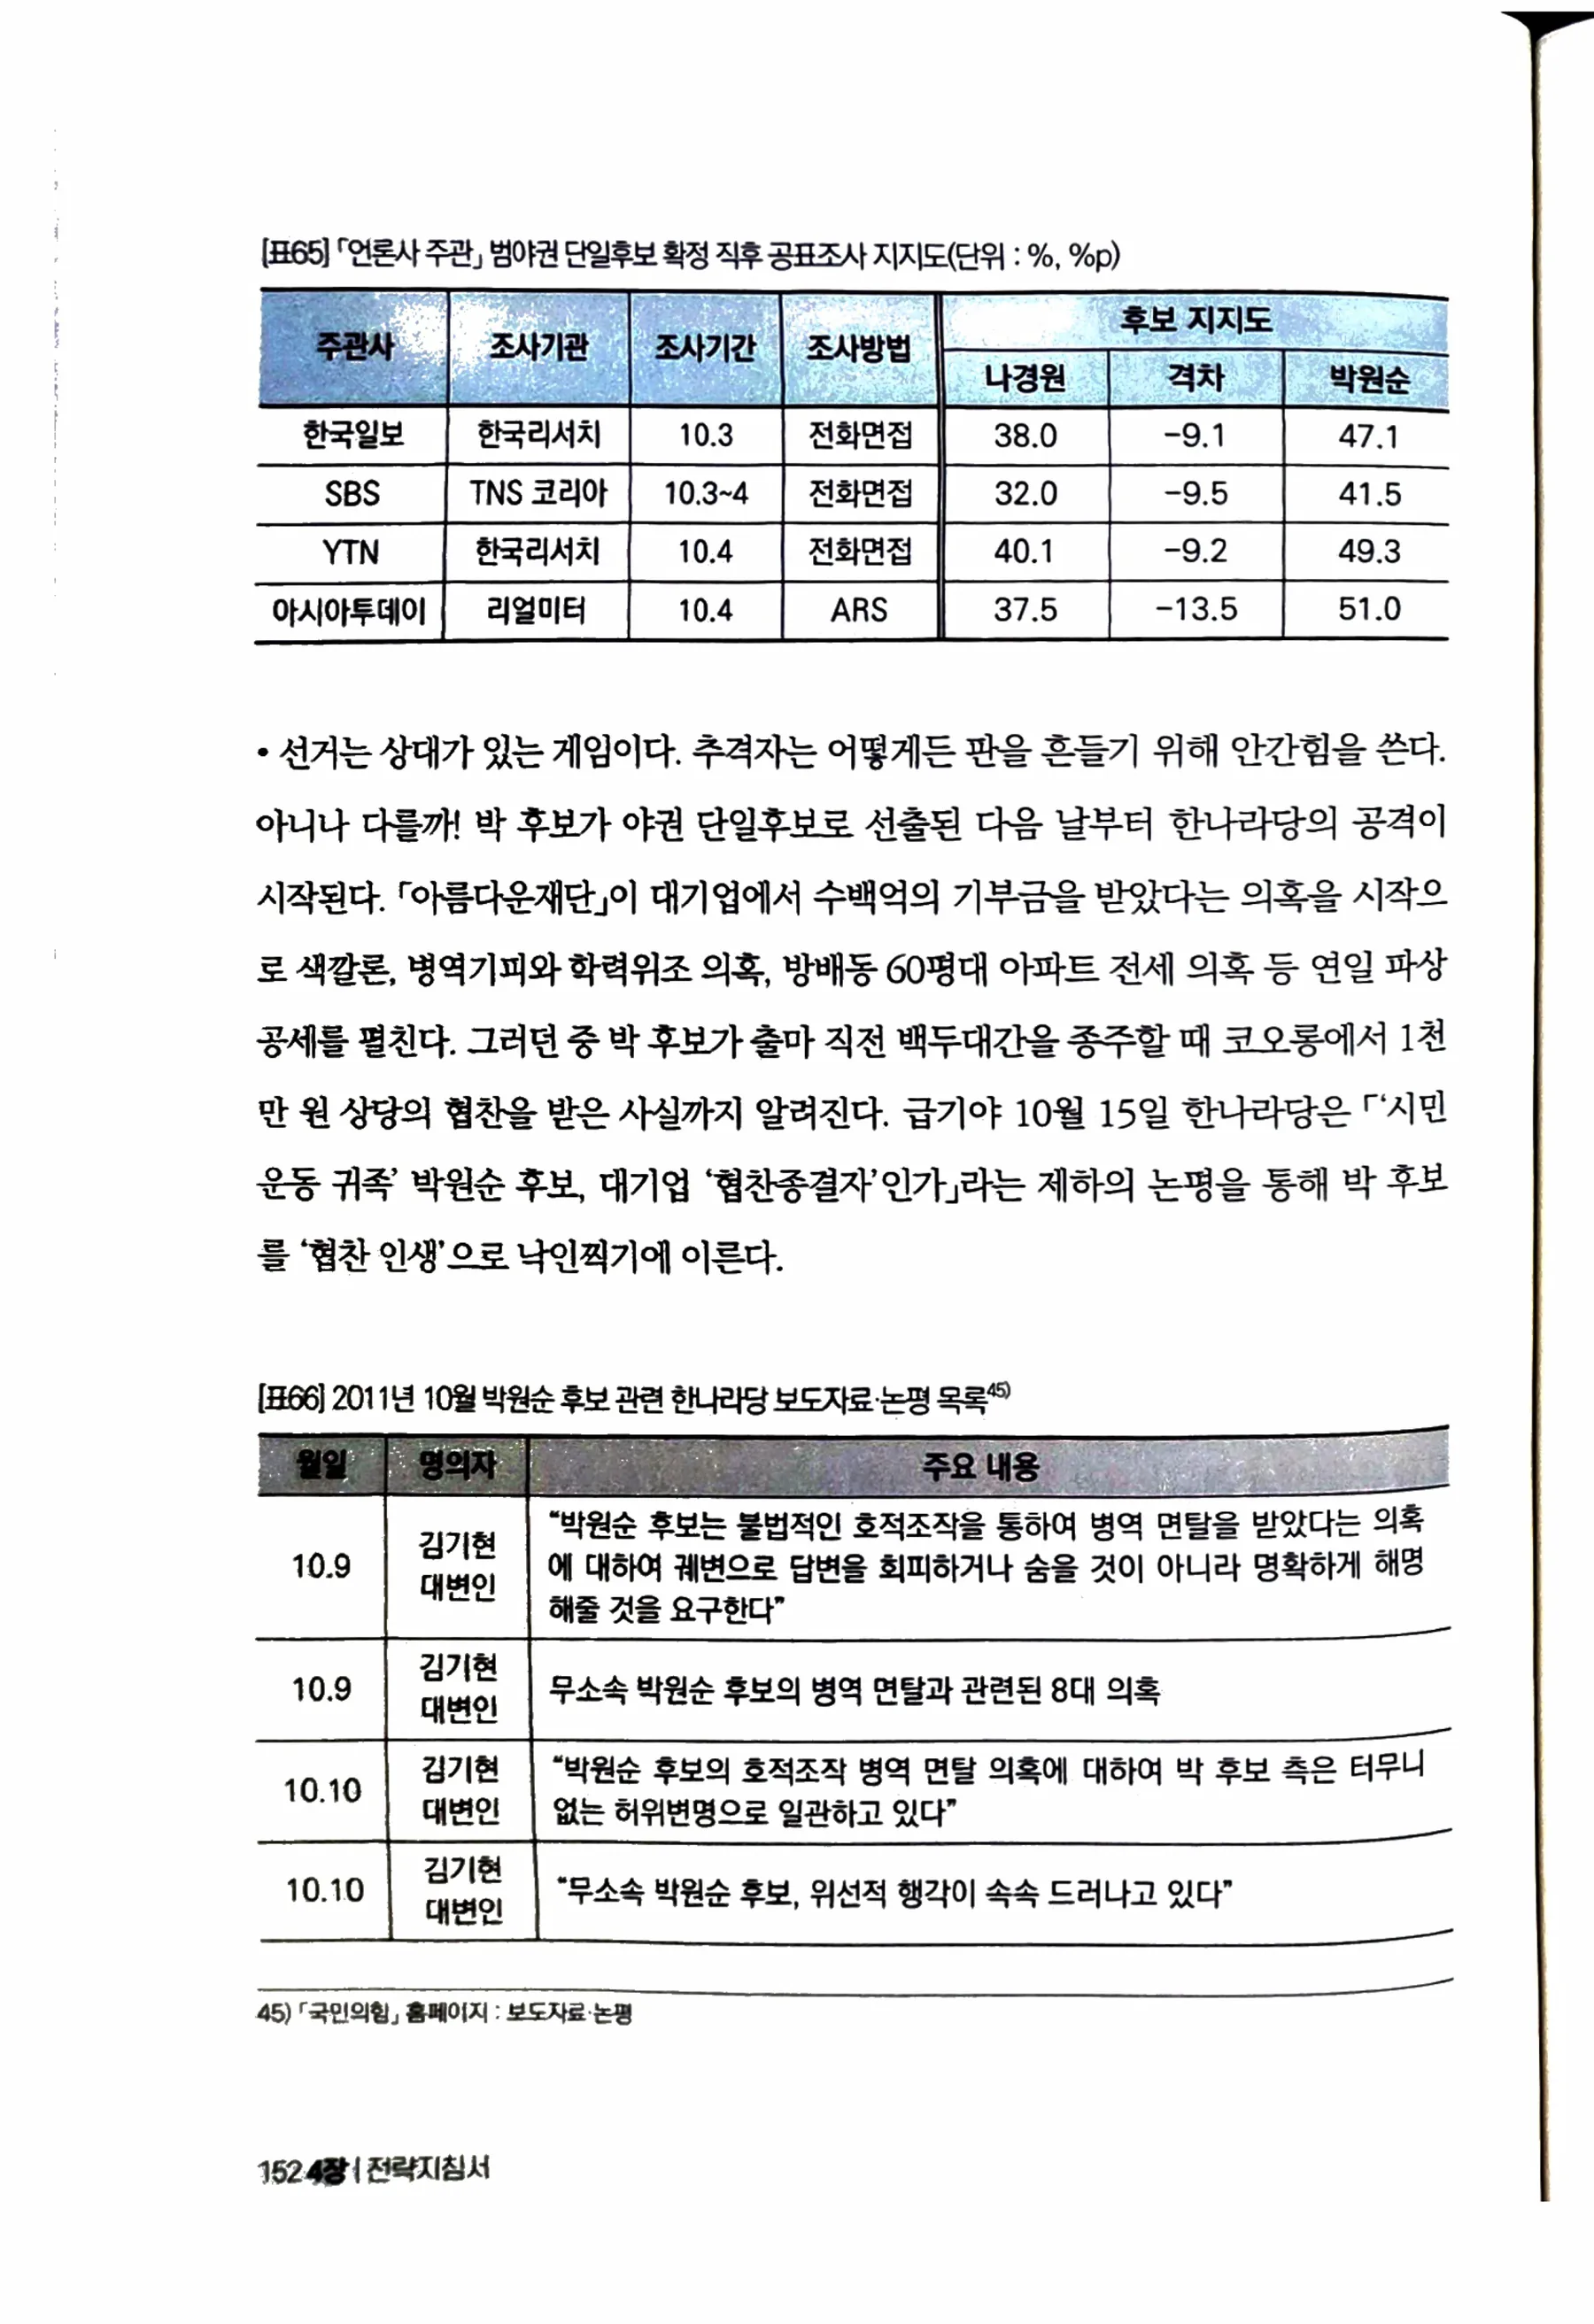 [표65] 「언론사 주관」 범야권 단일후보 확정 직후 공표조사 지지도(단위 : %, %p)
주관사 조사기관 조사기간 조사방법 후보 지지도
나경원 격차 박원순
한국일보 한국리서치 10.3 전화면접 38.0 -9.1 47.1
SBS TNS 코리아 10.3~4 전화면접 32.0 -9.5 41.5
YTN 한국리서치 10.4 전화면접 40.1 -9.2 49.3
아시아투데이 리얼미터 10.4 ARS 37.5 -13.5 51.0
• 선거는 상대가 있는 게임이다. 추격자는 어떻게든 판을 흔들기 위해 안간힘을 쓴다.
아니나 다를까! 박 후보가 야권 단일후보로 선출된 다음 날부터 한나라당의 공격이
시작된다. 「아름다운재단」이 대기업에서 수백억의 기부금을 받았다는 의혹을 시작으
로 색깔론, 병역기피와 학력위조 의혹, 방배동 60평대 아파트 전세 의혹 등 연일 파상
공세를 펼친다. 그러던 중 박 후보가 출마 직전 백두대간을 종주할 때 코오롱에서 1천
만 원 상당의 협찬을 받은 사실까지 알려진다. 급기야 10월 15일 한나라당은 「‘시민
운동 귀족’ 박원순 후보, 대기업 ‘협찬종결자’인가」라는 제하의 논평을 통해 박 후보
를 ‘협찬 인생’으로 낙인찍기에 이른다.
[표66] 2011년 10월 박원순 후보 관련 한나라당 보도자료·논평 목록45)
월일 명의자 주요 내용
10.9 김기현 대변인 “박원순 후보는 불법적인 호적조작을 통하여 병역 면탈을 받았다는 의혹
에 대하여 궤변으로 답변을 회피하거나 숨을 것이 아니라 명확하게 해명
해줄 것을 요구한다”
10.9 김기현 대변인 무소속 박원순 후보의 병역 면탈과 관련된 8대 의혹
10.10 김기현 대변인 “박원순 후보의 호적조작 병역 면탈 의혹에 대하여 박 후보 측은 터무니
없는 허위변명으로 일관하고 있다”
10.10 김기현 대변인 “무소속 박원순 후보, 위선적 행각이 속속 드러나고 있다”
45) 「국민의힘」 홈페이지 : 보도자료·논평
152 4장 | 전략지침서